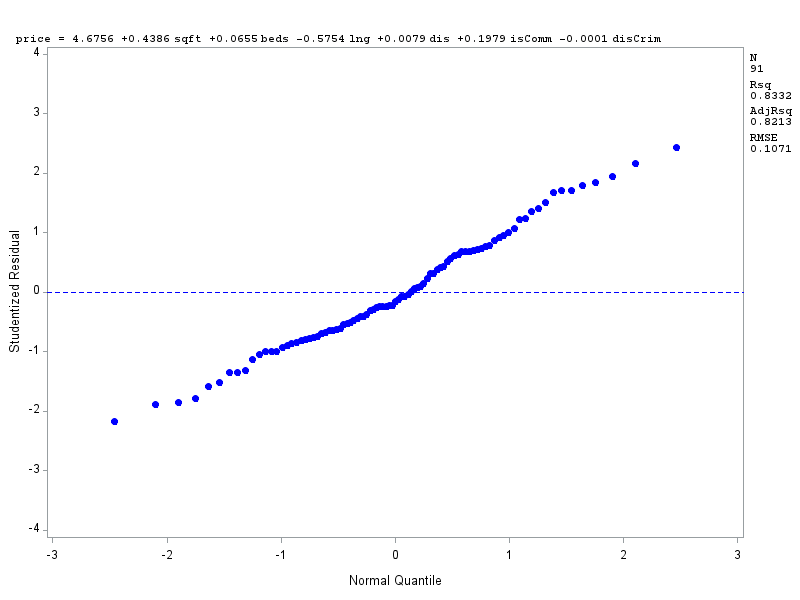 price = 4.6756 +0.4386 sqft +0.0655 beds -0.5754 lng +0.0079 dis +0.1979 isComm -0.0001 disCrim
N
91
Rsq
0.8332
AdjRsq
0.8213
RMSE
0.1071
4
3
2
1
0
-1
-2
-3
-4
Studentized Residual
-3 -2 -1 0 1 2 3
Normal Quantile